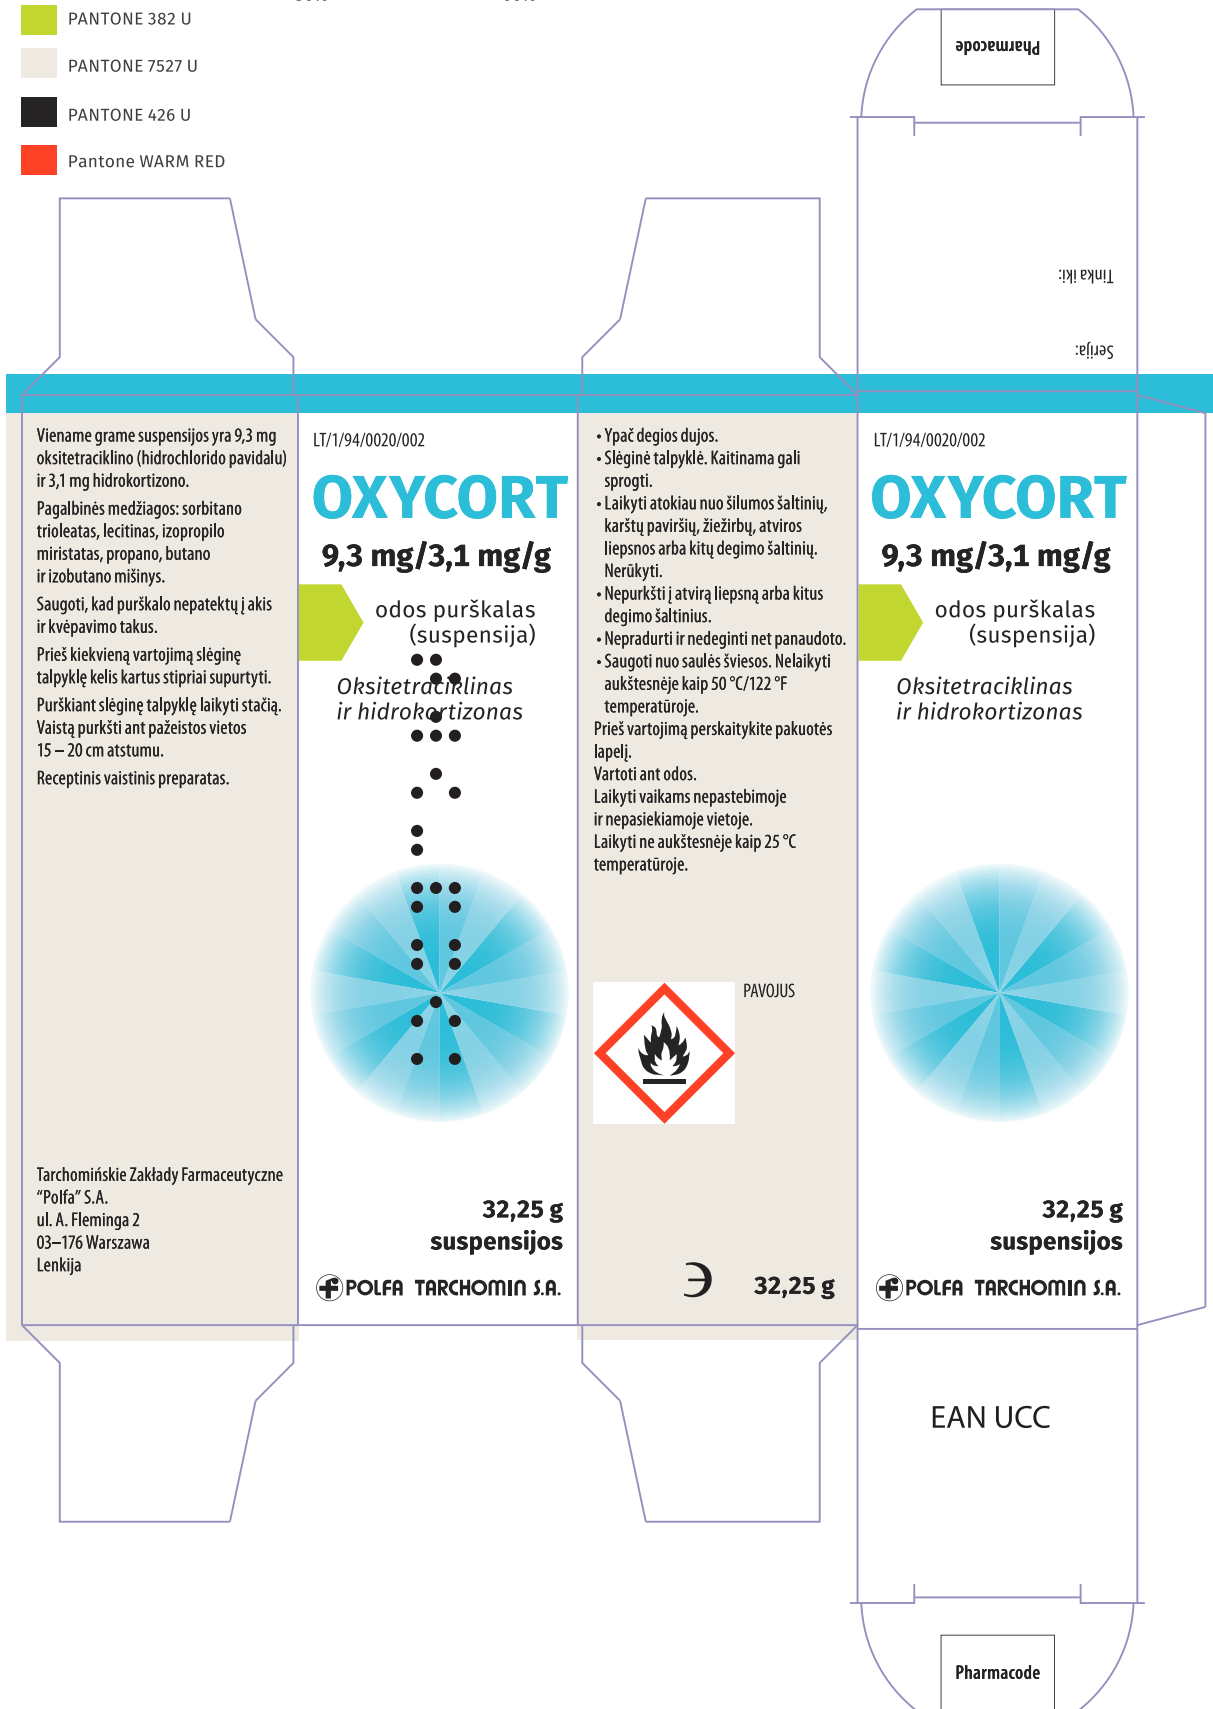 PANTONE 382 U
PANTONE 7527 U
PANTONE 426 U
Pantone WARM RED
Pharmacode
Tinka iki:
Serija:
Viename grame suspensijos yra 9,3 mg
oksitetraciklino (hidrochlorido pavidalu)
ir 3,1 mg hidrokortizono.
Pagalbinės medžiagos: sorbitano
trioleatas, lecitinas, izopropilo
miristatas, propano, butano
ir izobutano mišinys.
Saugoti, kad purškalo nepatektų į akis
ir kvėpavimo takus.
Prieš kiekvieną vartojimą slėginę
talpyklę kelis kartus stipriai supurtyti.
Purškiant slėginę talpyklę laikyti stačią.
Vaistą purkšti ant pažeistos vietos
15 – 20 cm atstumu.
Receptinis vaistinis preparatas.
Tarchomińskie Zakłady Farmaceutyczne
“Polfa” S.A.
ul. A. Fleminga 2
03–176 Warszawa
Lenkija
LT/1/94/0020/002
OXYCORT
9,3 mg/3,1 mg/g
odos purškalas
(suspensija)
Oksitetraciklinas
ir hidrokortizonas
32,25 g
suspensijos
POLFA TARCHOMIN S.A.
• Ypač degios dujos.
• Slėginė talpyklė. Kaitinama gali
sprogti.
• Laikyti atokiau nuo šilumos šaltinių,
karštų paviršių, žiežirbų, atviros
liepsnos arba kitų degimo šaltinių.
Nerūkyti.
• Nepurkšti į atvirą liepsną arba kitus
degimo šaltinius.
• Nepradurti ir nedeginti net panaudoto.
• Saugoti nuo saulės šviesos. Nelaikyti
aukštesnėje kaip 50 °C/122 °F
temperatūroje.
Prieš vartojimą perskaitykite pakuotės
lapelį.
Vartoti ant odos.
Laikyti vaikams nepastebimoje
ir nepasiekiamoje vietoje.
Laikyti ne aukštesnėje kaip 25 °C
temperatūroje.
PAVOJUS
32,25 g
LT/1/94/0020/002
OXYCORT
9,3 mg/3,1 mg/g
odos purškalas
(suspensija)
Oksitetraciklinas
ir hidrokortizonas
32,25 g
suspensijos
POLFA TARCHOMIN S.A.
EAN UCC
Pharmacode